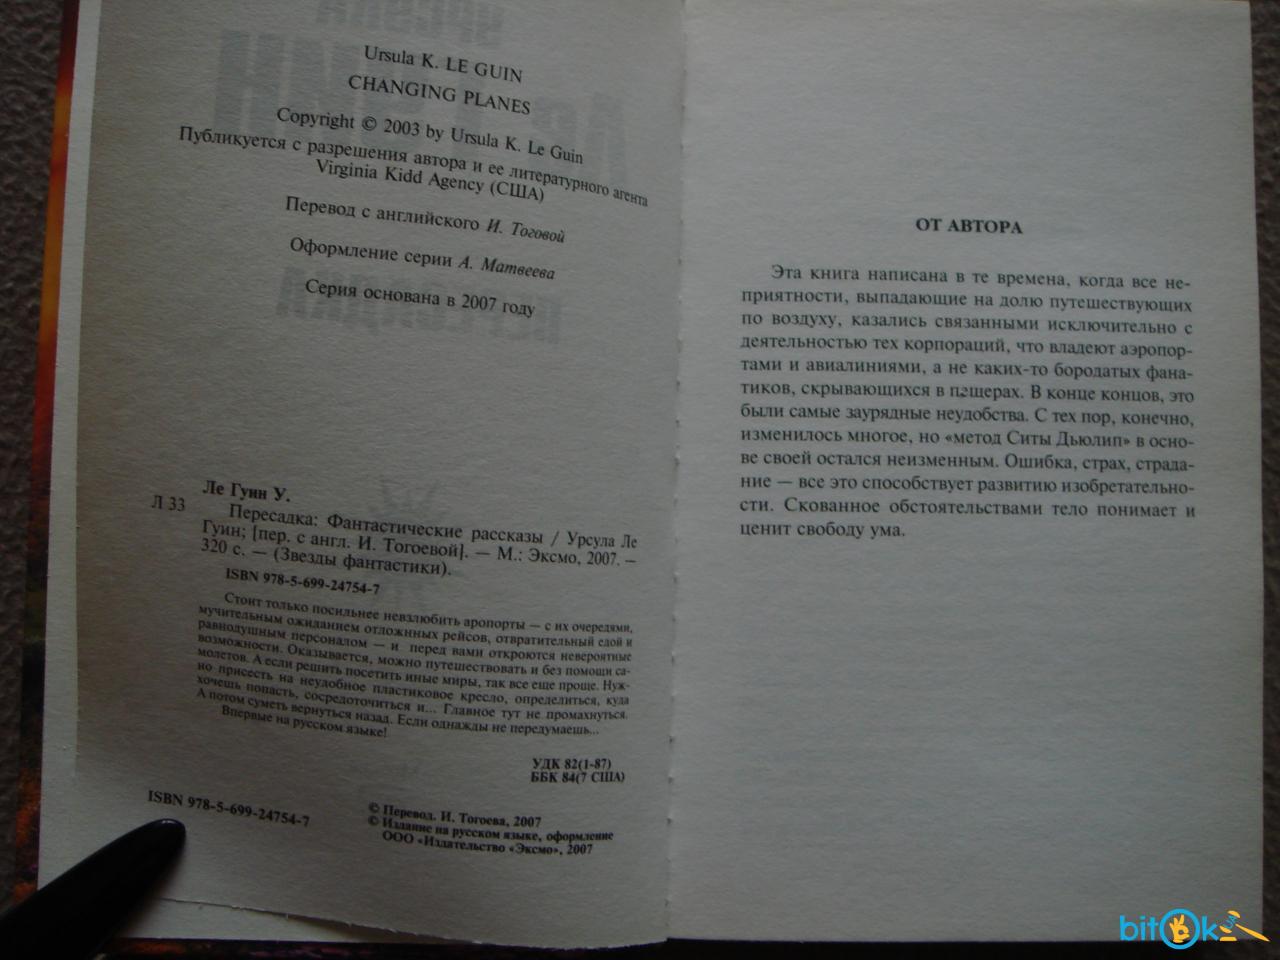 Ursula K. LE GUIN
CHANGING PLANES
Copyright © 2003 by Ursula K. Le Guin
Публикуется с разрешения автора и ее литературного агента
Virginia Kidd Agency (США)
Перевод с английского И. Тоговой
Оформление серии А. Матвеева
Серия основана в 2007 году
Ле Гуин У.
Л 33
Пересадка: Фантастические рассказы / Урсула Ле
Гуин; [пер. с англ. И. Тогоевой]. — М.: Эксмо, 2007. —
320 с. — (Звезды фантастики).
ISBN 978-5-699-24754-7
Стоит только посильнее невзлюбить аропорты — с их очередями,
мучительным ожиданием отложнных рейсов, отвратительный едой и
равнодушным персоналом — и перед вами откроются невероятные
возможности. Оказывается, можно путешествовать и без помощи са-
молетов. А если решить посетить иные миры, так все еще проще. Нуж-
но присесть на неудобное пластиковое кресло, определиться, куда
хочешь попасть, сосредоточиться и... Главное тут не промахнуться.
А потом суметь вернуться назад. Если однажды не передумаешь...
Впервые на русском языке!
УДК 82(1-87)
ББК 84(7 США)
ISBN 978-5-699-24754-7
© Перевод. И. Тогоева, 2007
© Издание на русском языке, оформление
ООО «Издательство «Эксмо», 2007
ОТ АВТОРА
Эта книга написана в те времена, когда все не-
приятности, выпадающие на долю путешествующих
по воздуху, казались связанными исключительно с
деятельностью тех корпораций, что владеют аэропор-
тами и авиалиниями, а не каких-то бородатых фана-
тиков, скрывающихся в пещерах. В конце концов, это
были самые заурядные неудобства. С тех пор, конечно,
изменилось многое, но «метод Ситы Дьюлип» в осно-
ве своей остался неизменным. Ошибка, страх, страда-
ние — все это способствует развитию изобретательно-
сти. Скованное обстоятельствами тело понимает и
ценит свободу ума.
bitOk